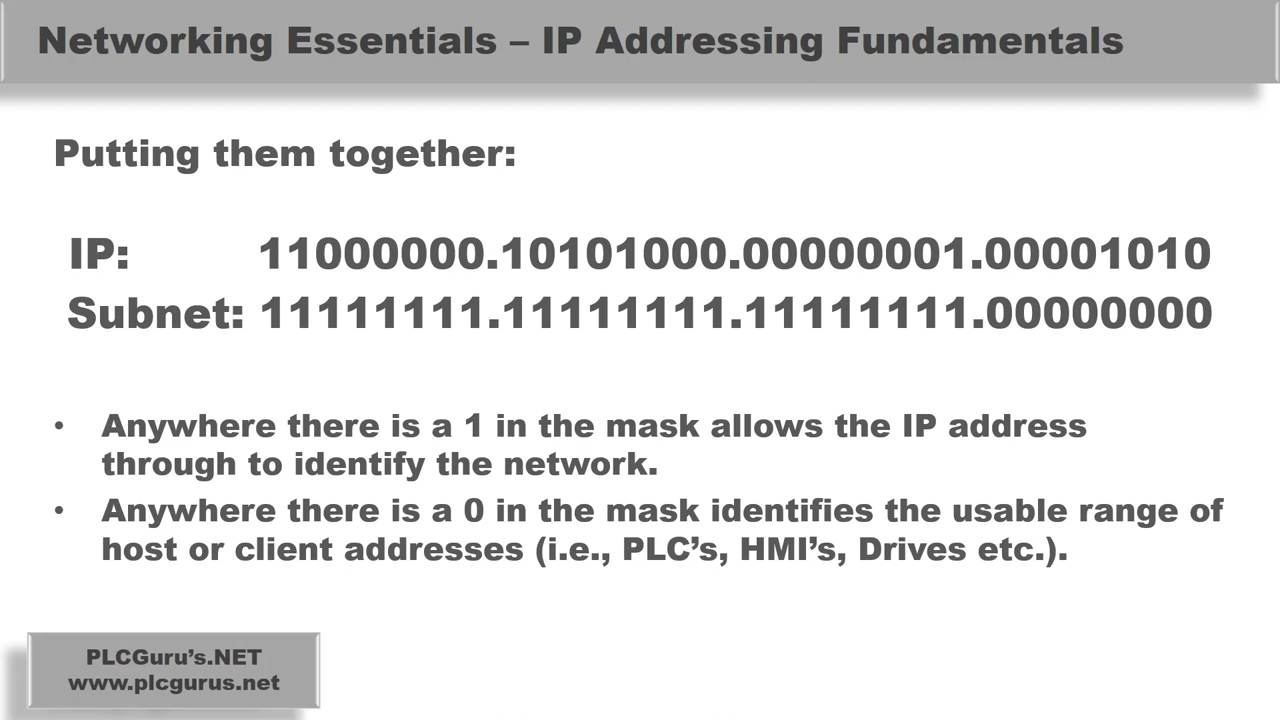 Networking Essentials – IP Addressing Fundamentals
Putting them together:
IP: 11000000.10101000.00000001.00001010
Subnet: 11111111.11111111.11111111.00000000
• Anywhere there is a 1 in the mask allows the IP address
through to identify the network.
• Anywhere there is a 0 in the mask identifies the usable range of
host or client addresses (i.e., PLC’s, HMI’s, Drives etc.).
PLCGuru’s.NET
www.plcgurus.net